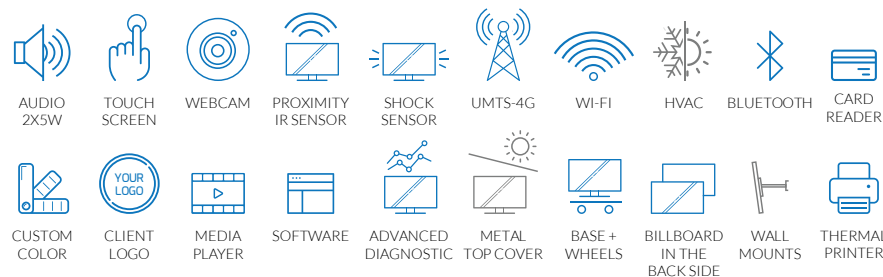 AUDIO
2X5W
TOUCH
SCREEN
WEBCAM
PROXIMITY
IR SENSOR
SHOCK
SENSOR
UMTS-4G
WI-FI
HVAC
BLUETOOTH
CARD
READER
CUSTOM
COLOR
YOUR
LOGO
CLIENT
LOGO
MEDIA
PLAYER
SOFTWARE
ADVANCED
DIAGNOSTIC
METAL
TOP COVER
BASE +
WHEELS
BILLBOARD
IN THE
BACK SIDE
WALL
MOUNTS
THERMAL
PRINTER